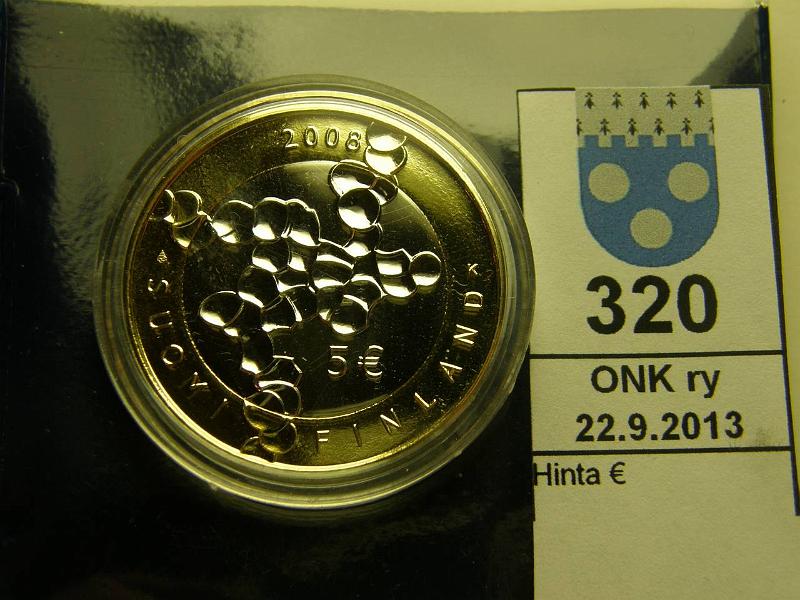 2008
SUOMI
FINLAND
K
5€
320
ONK ry
22.9.2013
Hinta €